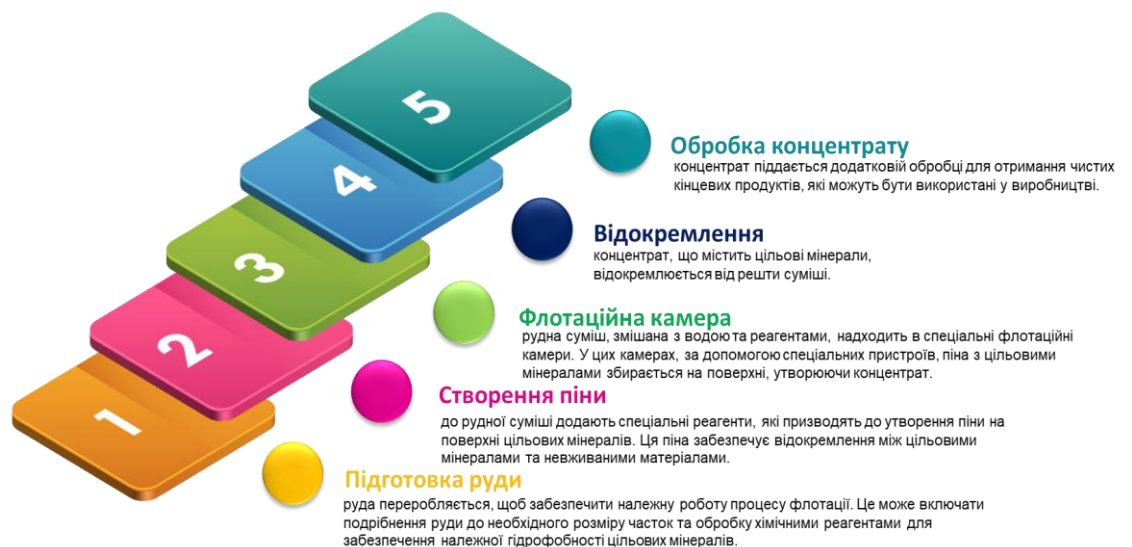 5
Обробка концентрату
концентрат піддається додатковій обробці для отримання чистих
кінцевих продуктів, які можуть бути використані у виробництві.
4
Відокремлення
концентрат, що містить цільові мінерали,
відокремлюється від решти суміші.
3
Флотаційна камера
рудна суміш, змішана з водою та реагентами, надходить в спеціальні флотаційні
камери. У цих камерах, за допомогою спеціальних пристроїв, піна з цільовими
мінералами збирається на поверхні, утворюючи концентрат.
2
Створення піни
до рудної суміші додають спеціальні реагенти, які призводять до утворення піни на
поверхні цільових мінералів. Ця піна забезпечує відокремлення між цільовими
мінералами та невживаними матеріалами.
1
Підготовка руди
руда переробляється, щоб забезпечити належну роботу процесу флотації. Це може включати
подрібнення руди до необхідного розміру часток та обробку хімічними реагентами для
забезпечення належної гідрофобності цільових мінералів.